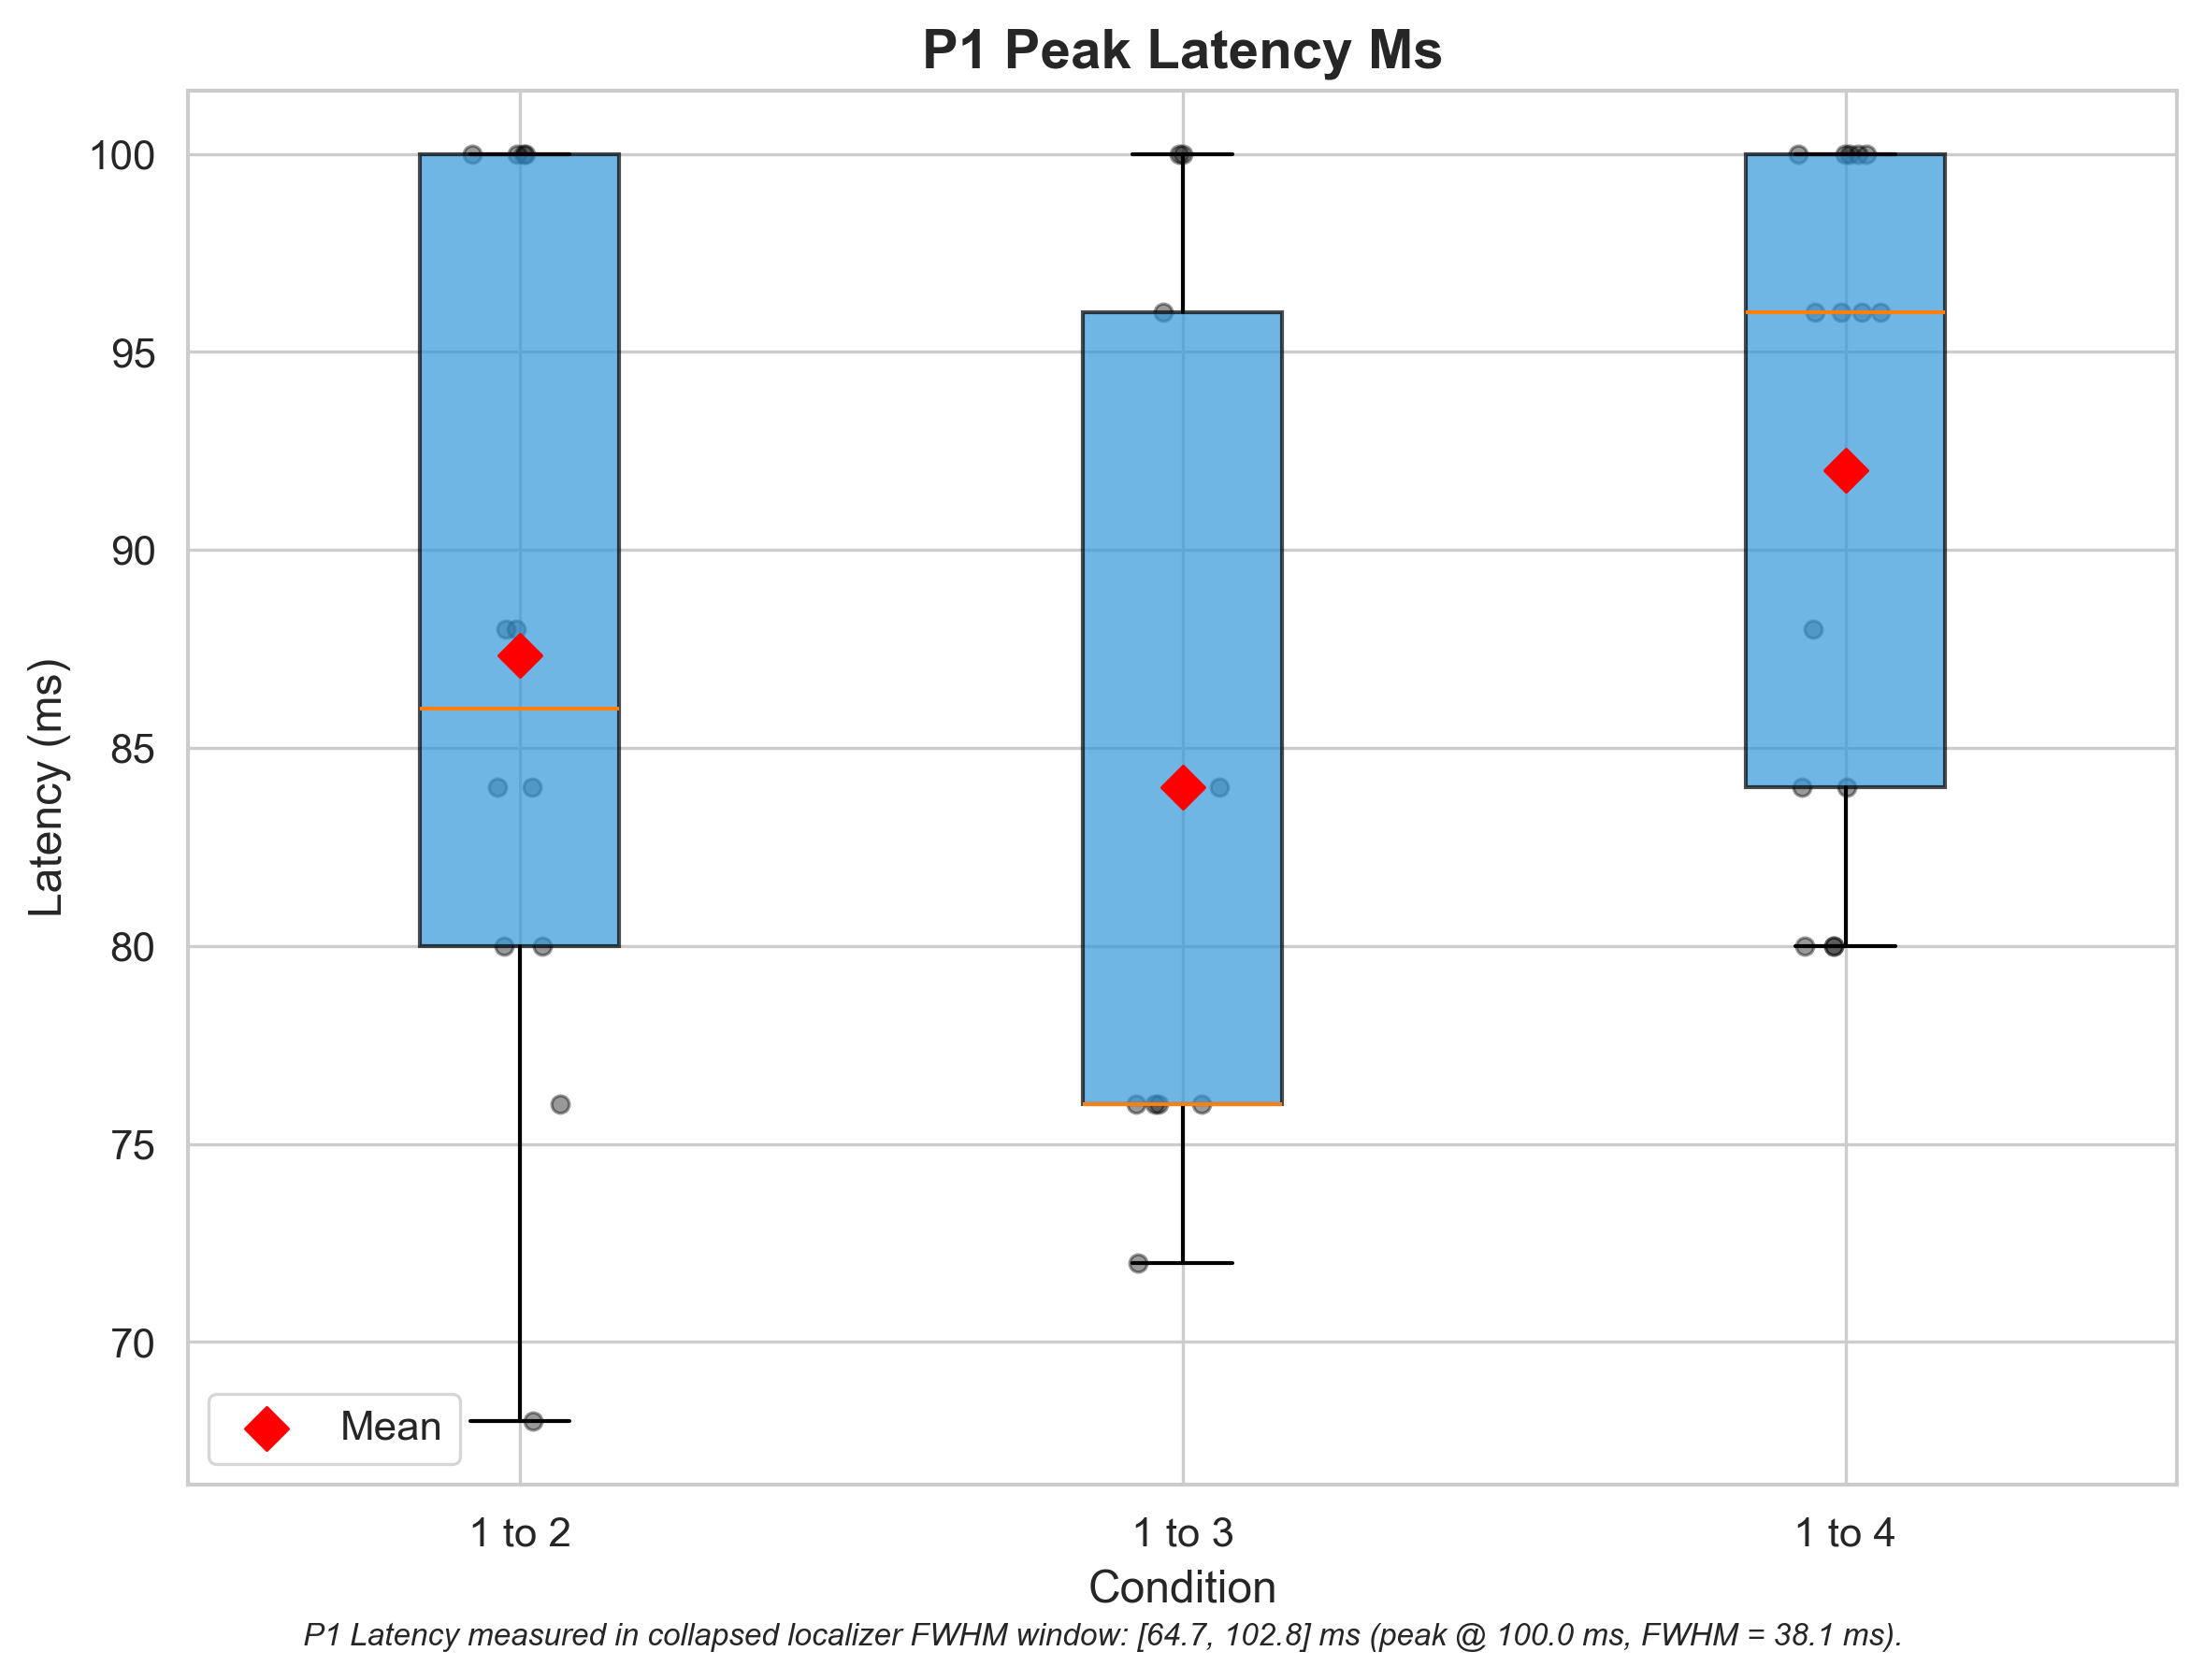 P1 Peak Latency Ms
100
95
90
85
80
75
70
Latency (ms)
Mean
1 to 2
1 to 3
1 to 4
Condition
P1 Latency measured in collapsed localizer FWHM window: [64.7, 102.8] ms (peak @ 100.0 ms, FWHM = 38.1 ms).